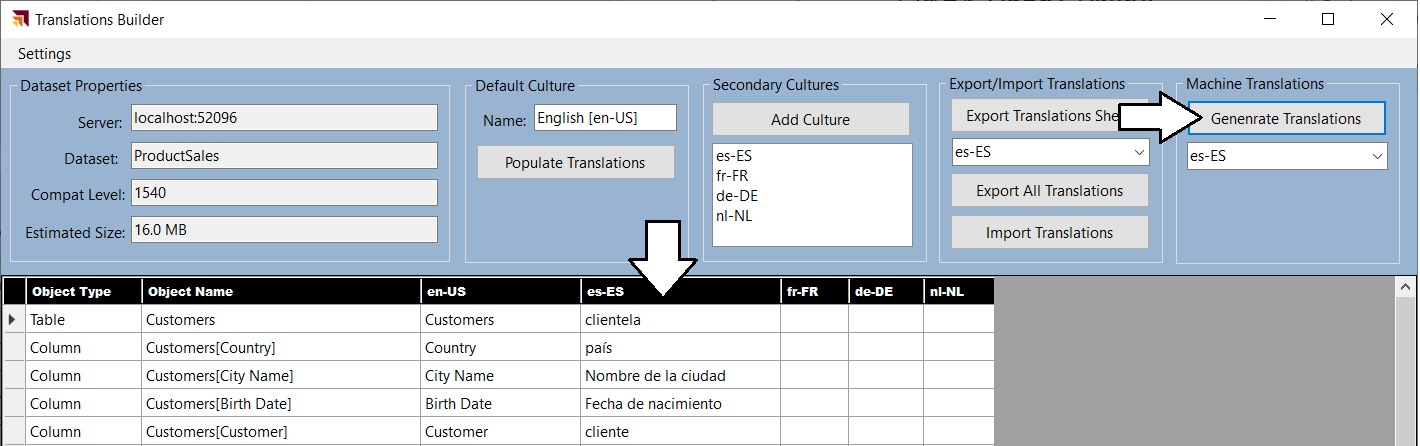 Translations Builder
Settings
Dataset Properties
Server: localhost:52096
Dataset: ProductSales
Compat Level: 1540
Estimated Size: 16.0 MB
Default Culture
Name: English [en-US]
Populate Translations
Secondary Cultures
Add Culture
es-ES
fr-FR
de-DE
nl-NL
Export/Import Translations
Export Translations She
es-ES
Export All Translations
Import Translations
Machine Translations
Genenrate Translations
es-ES
Object Type Object Name en-US es-ES fr-FR de-DE nl-NL
Table Customers Customers clientela
Column Customers[Country] Country país
Column Customers[City Name] City Name Nombre de la ciudad
Column Customers[Birth Date] Birth Date Fecha de nacimiento
Column Customers[Customer] Customer cliente